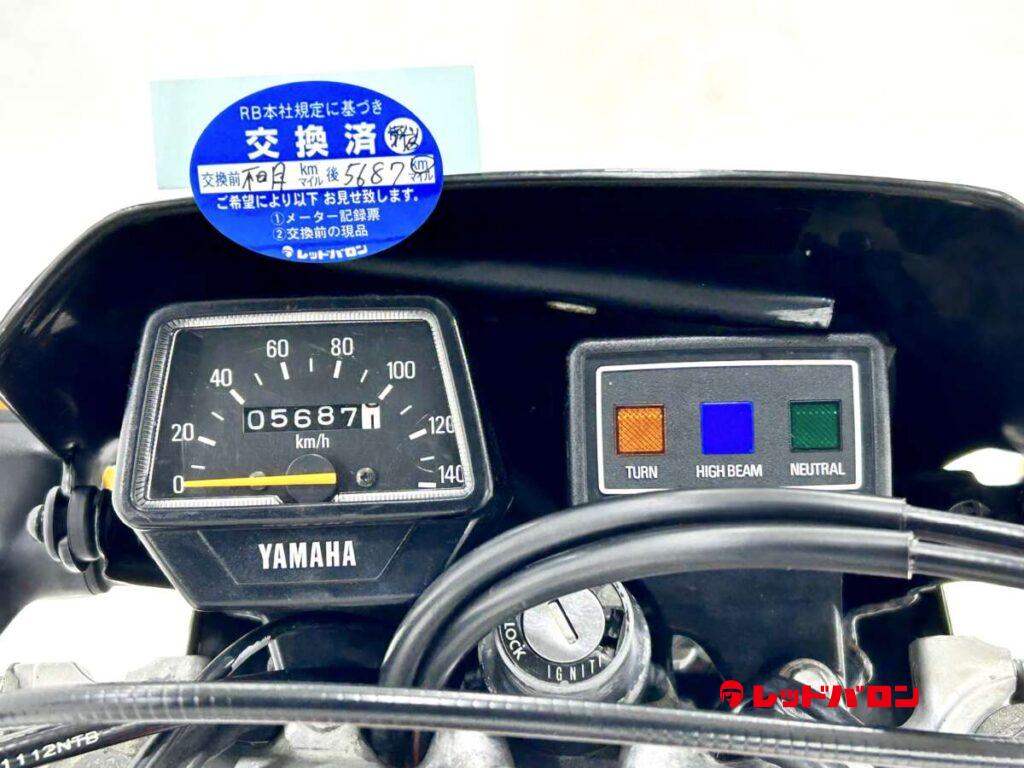 RB本社規定に基づき
交換済
交換前 不明 km マイル 後 5687 km マイル
ご希望により以下 お見せ致します。
①メーター記録票
②交換前の現品
レッドバロン
0 20 40 60 80 100 120 140
056871
km/h
YAMAHA
TURN HIGH BEAM NEUTRAL
LOCK
IGNITI
レッドバロン
1112NTB